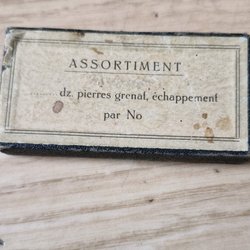 ASSORTIMENT
........ dz. pierres grenat, échappement
par No